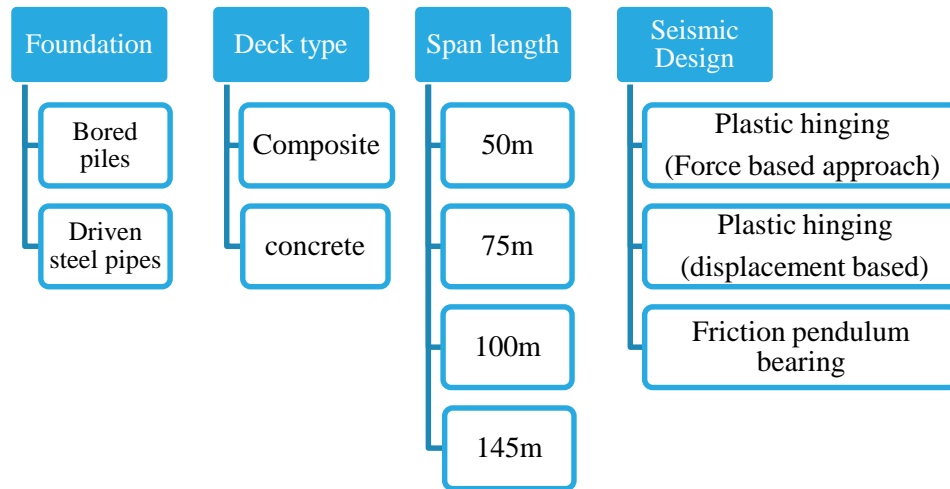 Foundation
Bored
piles
Driven
steel pipes
Deck type
Composite
concrete
Span length
50m
75m
100m
145m
Seismic
Design
Plastic hinging
(Force based approach)
Plastic hinging
(displacement based)
Friction pendulum
bearing